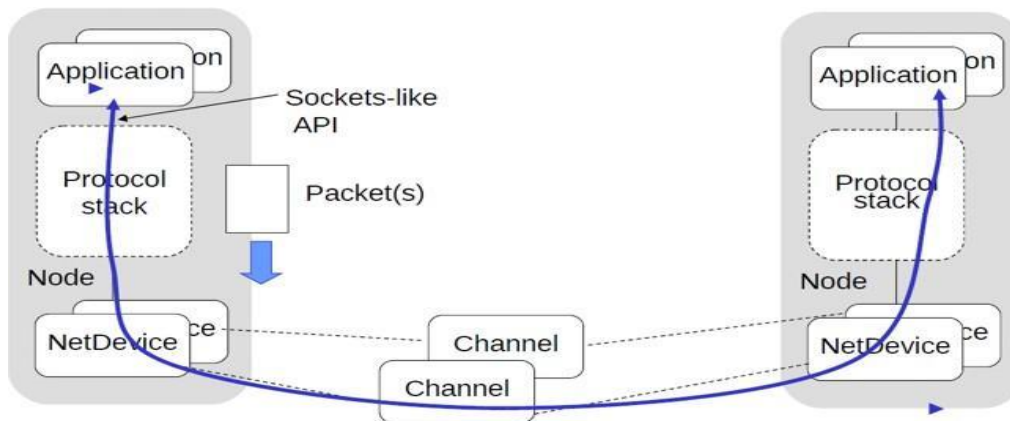 Application
on
Sockets-like
API
Protocol
stack
Packet(s)
Node
NetDevice
ce
Channel
Channel
Application
on
Protocol
stack
Node
NetDevice
ce